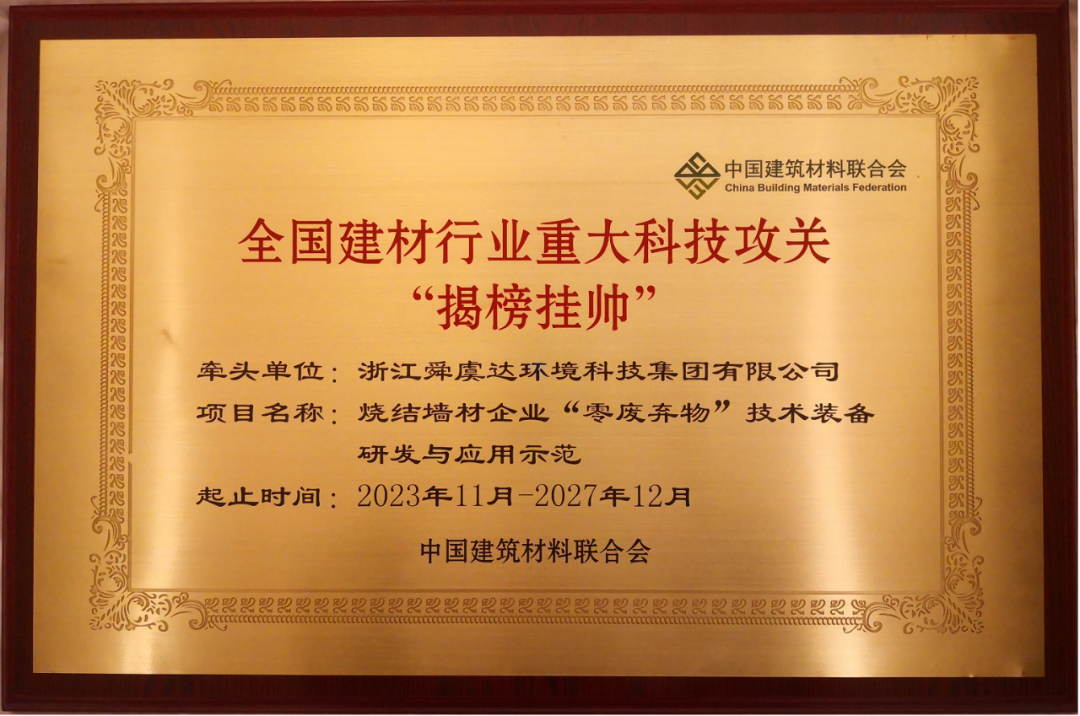 中国建筑材料联合会
China Building Materials Federation
全国建材行业重大科技攻关
“揭榜挂帅”
牵头单位：浙江舜虞达环境科技集团有限公司
项目名称：烧结墙材企业“零废弃物”技术装备
研发与应用示范
起止时间：2023年11月-2027年12月
中国建筑材料联合会